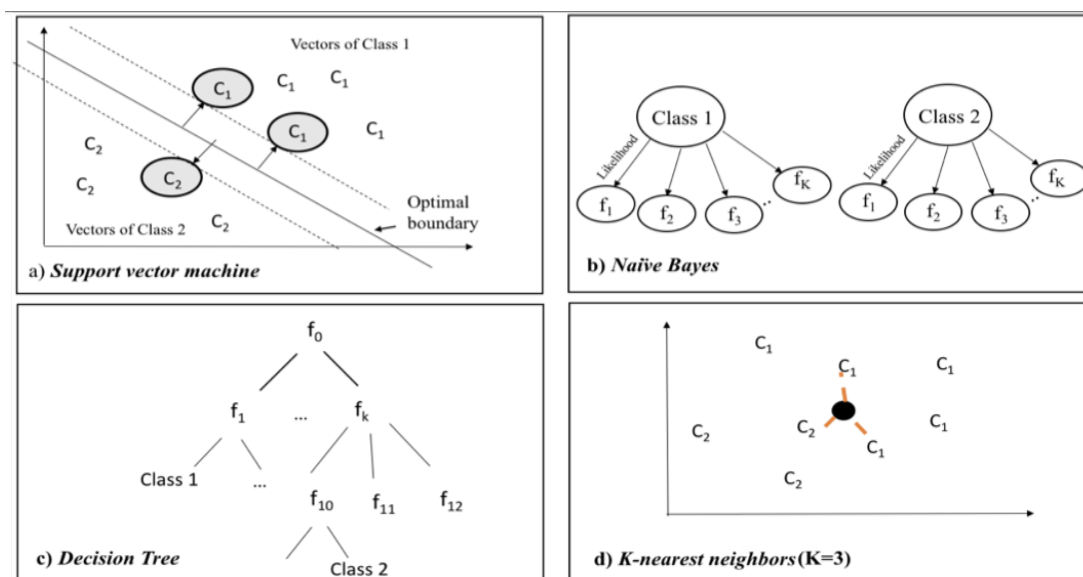 Vectors of Class 1
C₁ C₁ C₁
C₁ C₁
C₂
C₂ C₂
C₂
Vectors of Class 2
Optimal
boundary
a) Support vector machine
Class 1
Likelihood
f₁ f₂ f₃ .. fK
Class 2
Likelihood
f₁ f₂ f₃ .. fK
b) Naïve Bayes
f₀
f₁ ... fk
Class 1 ...
f₁₀ f₁₁ f₁₂
Class 2
c) Decision Tree
C₁
C₁ C₁
C₂ C₂ C₁ C₁
C₂
d) K-nearest neighbors(K=3)